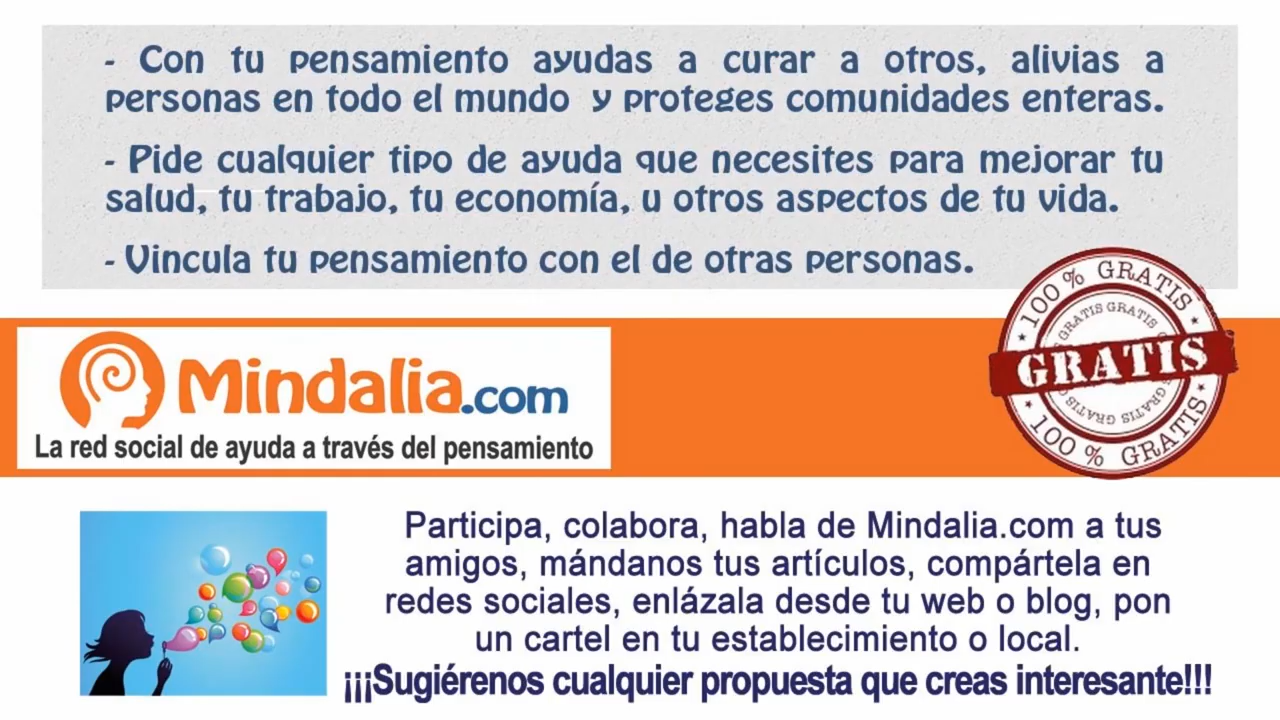 - Con tu pensamiento ayudas a curar a otros, alivias a
personas en todo el mundo y proteges comunidades enteras.
- Pide cualquier tipo de ayuda que necesites para mejorar tu
salud, tu trabajo, tu economía, u otros aspectos de tu vida.
- Vincula tu pensamiento con el de otras personas.
100 % GRATIS
GRATIS GRATIS
GRATIS
GRATIS GRATIS
100 % GRATIS
Mindalia.com
La red social de ayuda a través del pensamiento
Participa, colabora, habla de Mindalia.com a tus
amigos, mándanos tus artículos, compártela en
redes sociales, enlázala desde tu web o blog, pon
un cartel en tu establecimiento o local.
¡¡¡Sugiérenos cualquier propuesta que creas interesante!!!